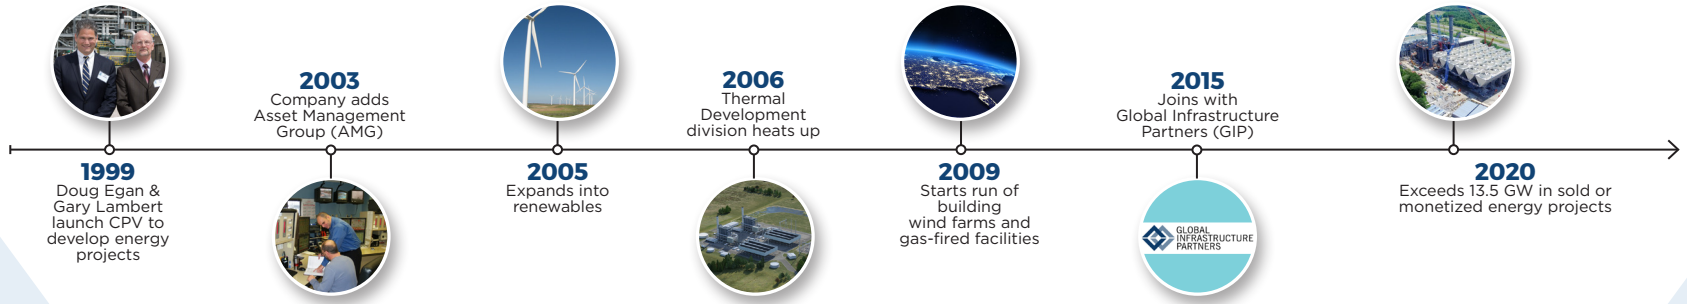 1999
Doug Egan &
Gary Lambert
launch CPV to
develop energy
projects
2003
Company adds
Asset Management
Group (AMG)
2005
Expands into
renewables
2006
Thermal
Development
division heats up
2009
Starts run of
building
wind farms and
gas-fired facilities
2015
Joins with
Global Infrastructure
Partners (GIP)
GLOBAL
INFRASTRUCTURE
PARTNERS
2020
Exceeds 13.5 GW in sold or
monetized energy projects